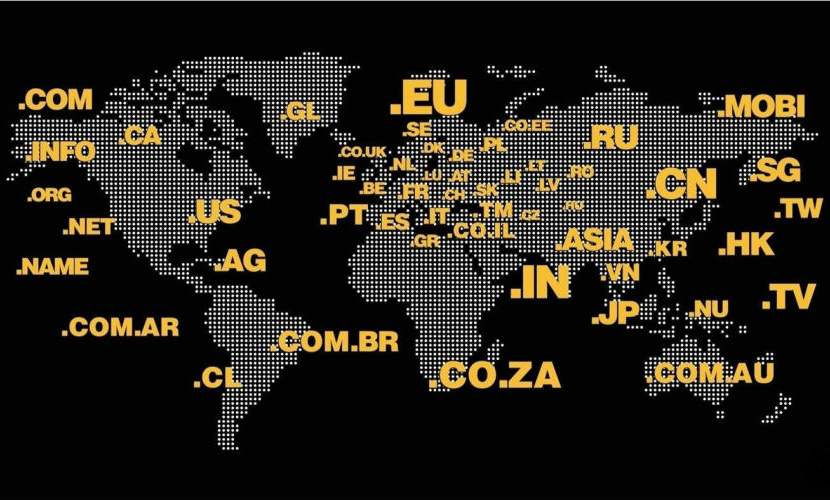 .COM
.EU
.MOBI
.GL
.CA
.SE
.CO.EE
.RU
.INFO
.CO.UK
.DK
.DE
.PL
.IE
.NL
.LU
.AT
.LI
.LT
.RO
.SG
.ORG
.BE
.FR
.CH
.SK
.LV
.CN
.US
.PT
.ES
.IT
.TM
.CZ
.TW
.NET
.CO.IL
.GR
.ASIA
.KR
.HK
.NAME
.AG
.IN
.VN
.TV
.COM.AR
.JP
.NU
.COM.BR
.CL
.CO.ZA
.COM.AU